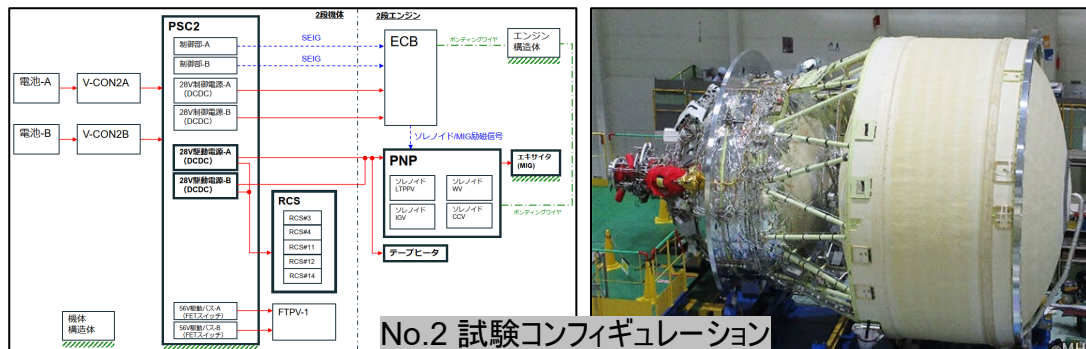 2段機体
2段エンジン
PSC2
制御部-A
制御部-B
28V制御電源-A
(DCDC)
28V制御電源-B
(DCDC)
28V駆動電源-A
(DCDC)
28V駆動電源-B
(DCDC)
56V駆動バス-A
(FETスイッチ)
56V駆動バス-B
(FETスイッチ)
電池-A
V-CON2A
電池-B
V-CON2B
SEIG
SEIG
ECB
ボンディングワイヤ
エンジン
構造体
ソレノイド/MIG励磁信号
PNP
ソレノイド
LTPPV
ソレノイド
WV
ソレノイド
IGV
ソレノイド
CCV
エキサイタ
(MIG)
ボンディングワイヤ
テープヒータ
RCS
RCS#3
RCS#4
RCS#11
RCS#12
RCS#14
FTPV-1
機体
構造体
No.2 試験コンフィギュレーション